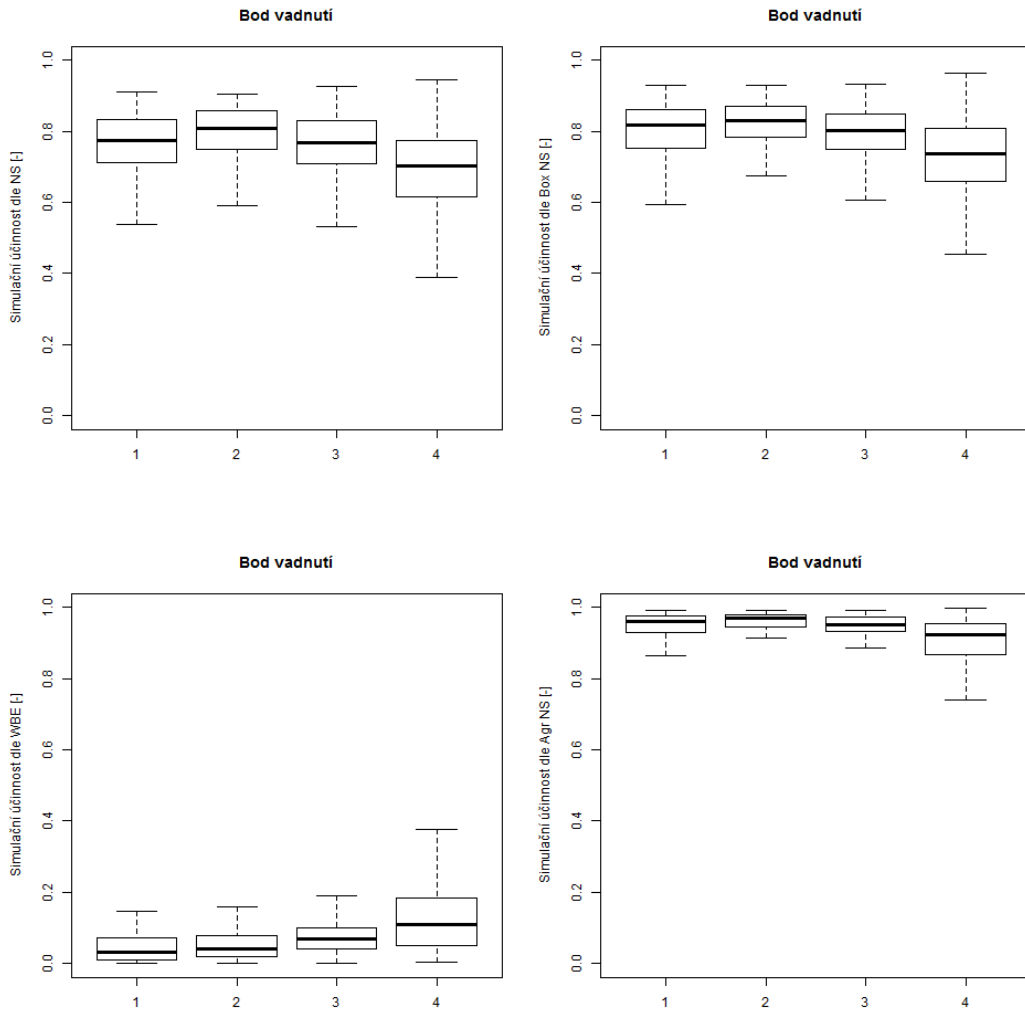 Bod vadnutí
Simulační účinnost dle NS [-]
1.0
0.8
0.6
0.4
0.2
0.0
1 2 3 4
Bod vadnutí
Simulační účinnost dle Box NS [-]
1.0
0.8
0.6
0.4
0.2
0.0
1 2 3 4
Bod vadnutí
Simulační účinnost dle WBE [-]
1.0
0.8
0.6
0.4
0.2
0.0
1 2 3 4
Bod vadnutí
Simulační účinnost dle Agr NS [-]
1.0
0.8
0.6
0.4
0.2
0.0
1 2 3 4